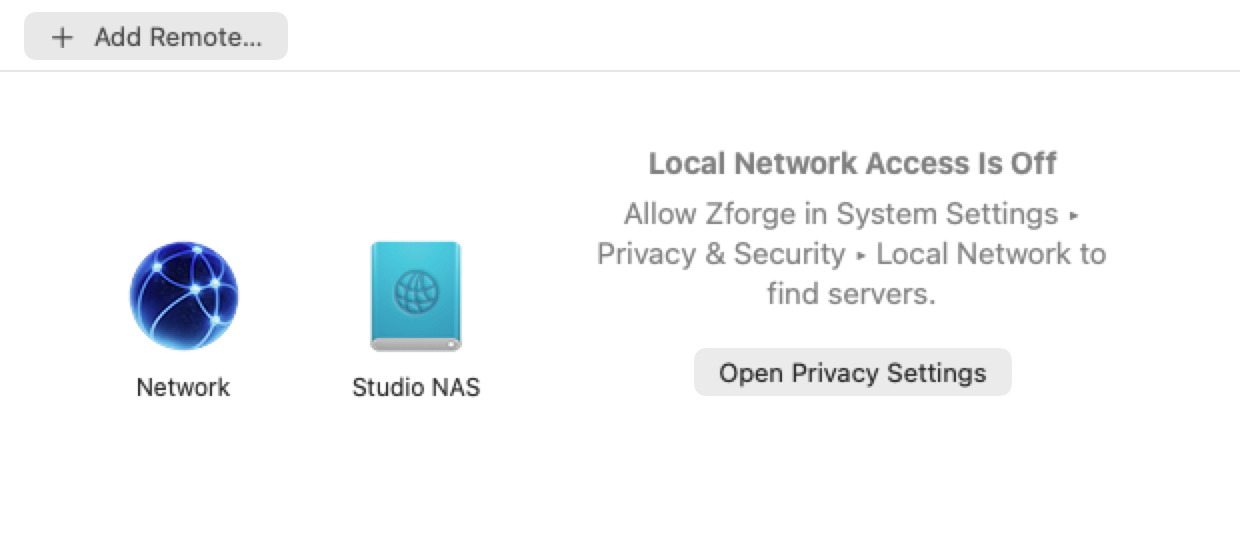 + Add Remote...
Local Network Access Is Off
Allow Zforge in System Settings ▸
Privacy & Security ▸ Local Network to
find servers.
Open Privacy Settings
Network
Studio NAS